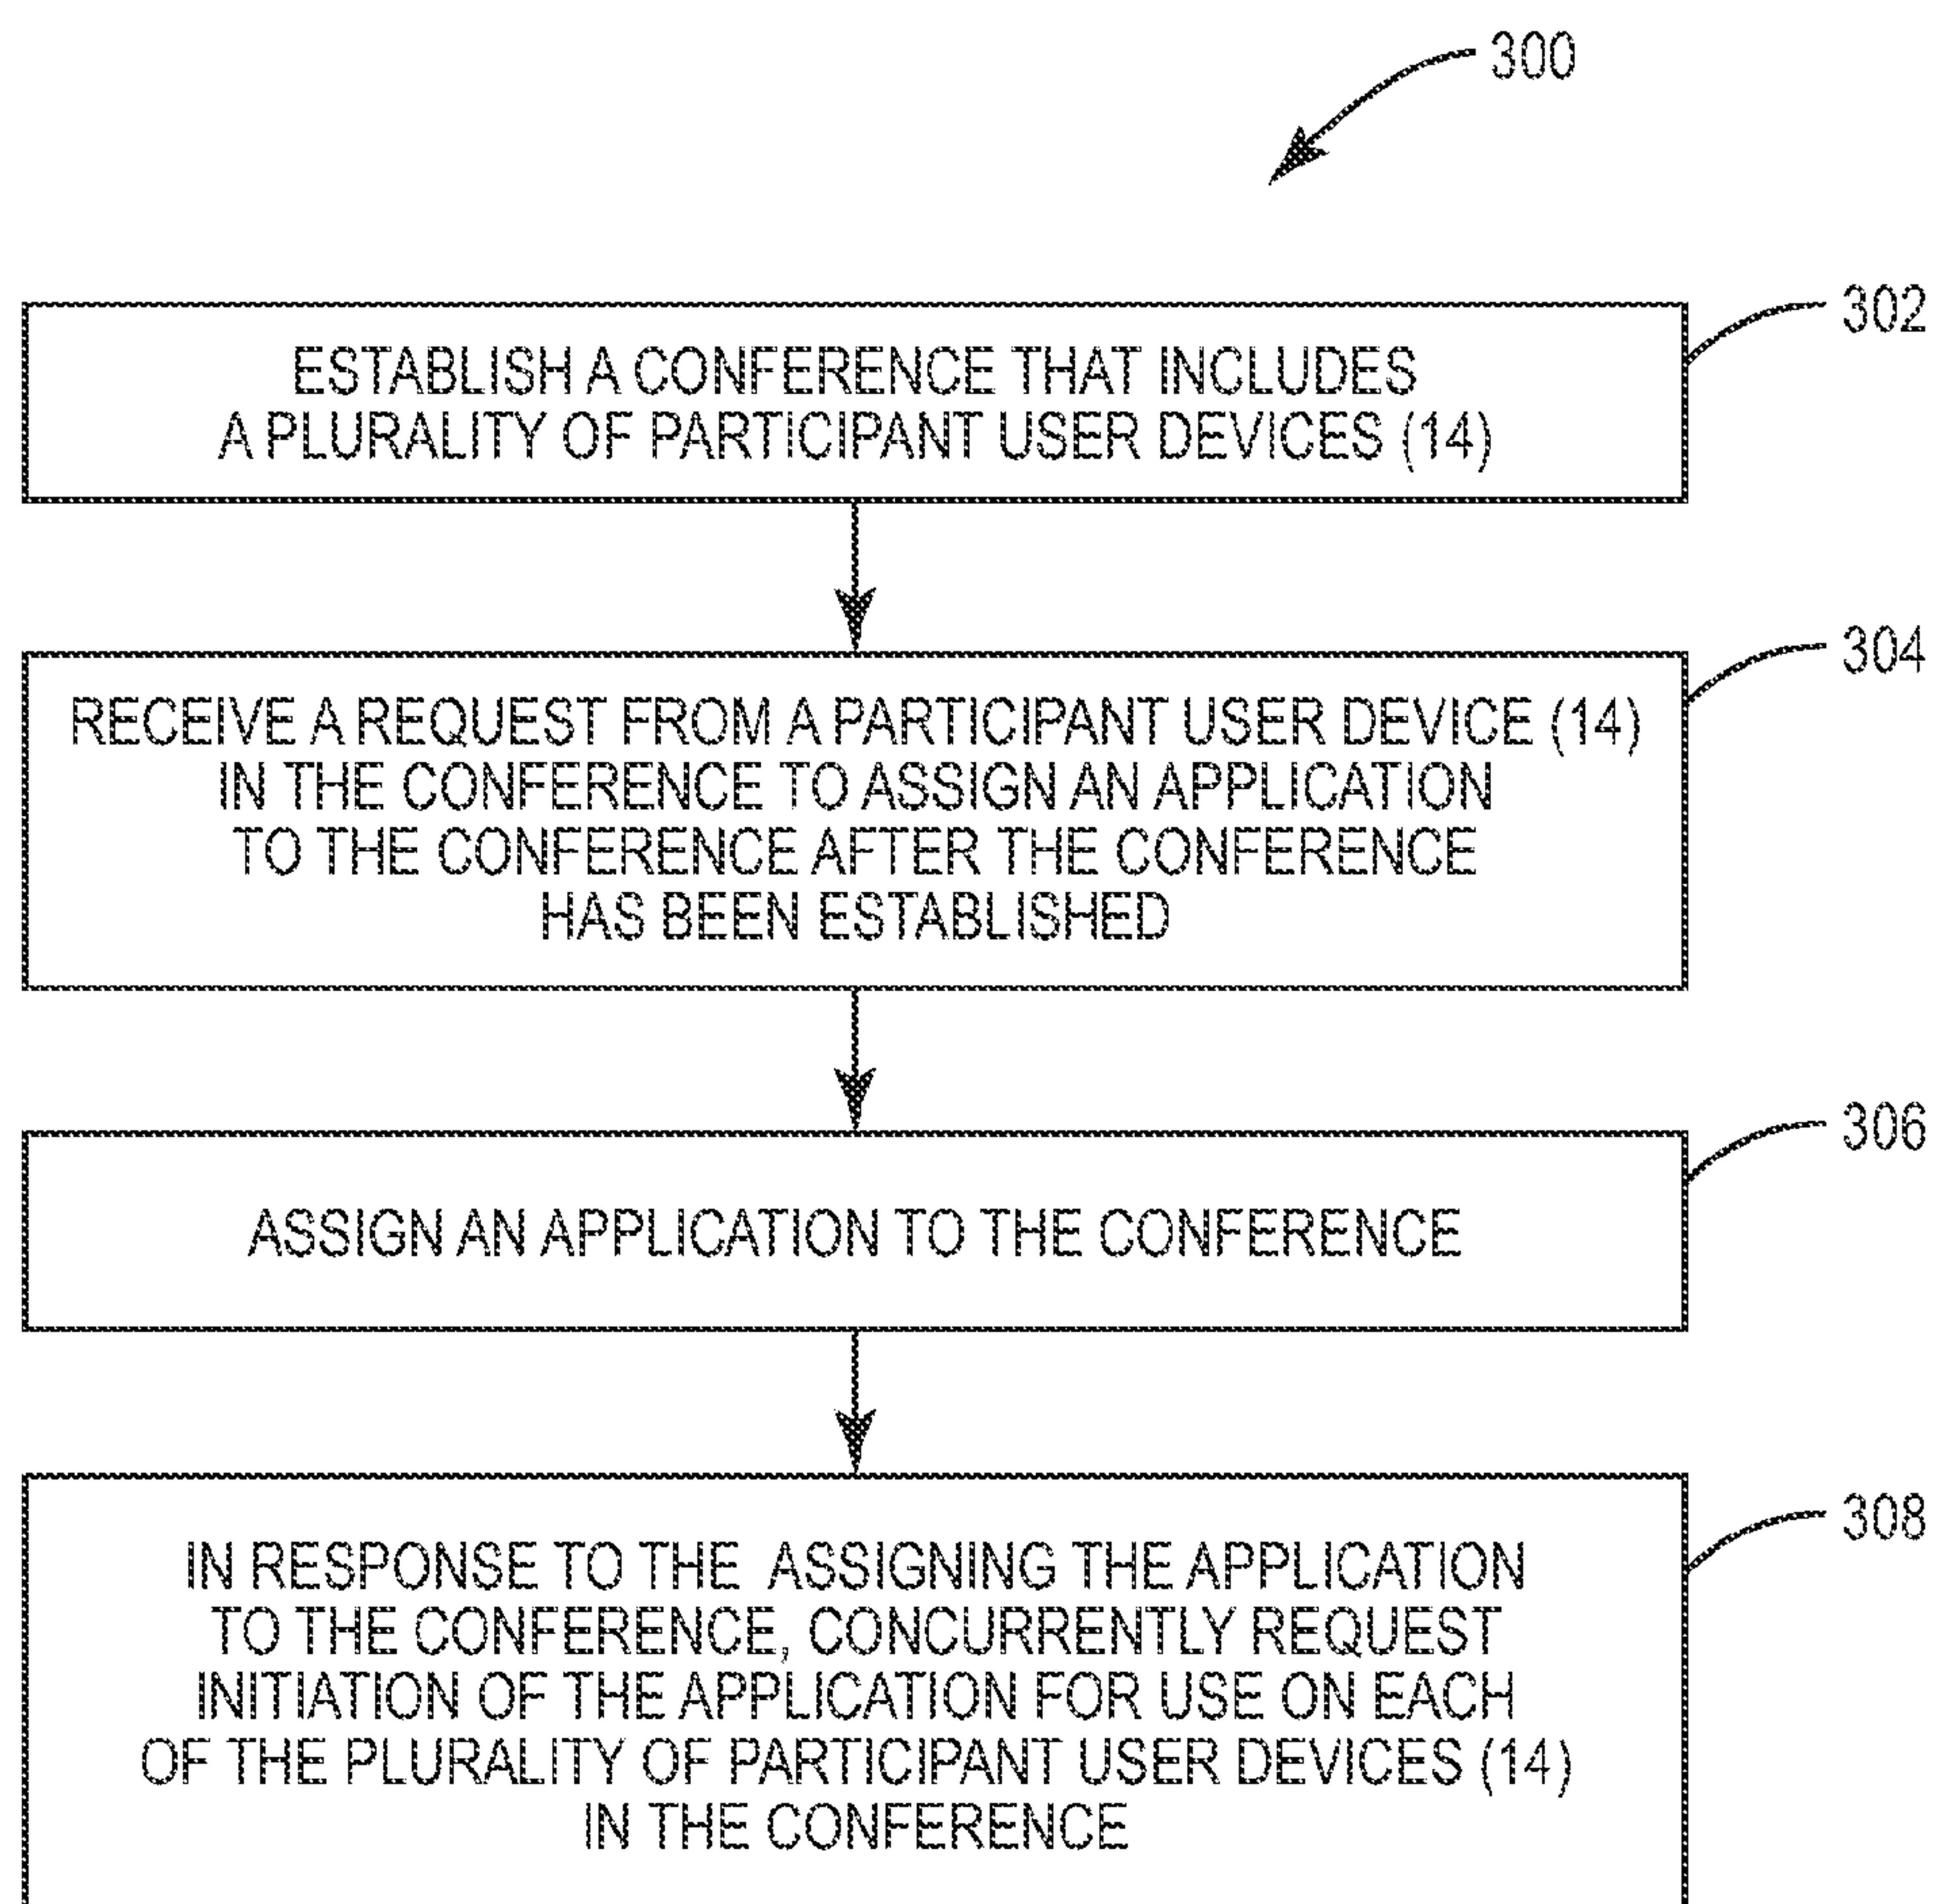 300
302
ESTABLISH A CONFERENCE THAT INCLUDES
A PLURALITY OF PARTICIPANT USER DEVICES (14)
304
RECEIVE A REQUEST FROM A PARTICIPANT USER DEVICE (14)
IN THE CONFERENCE TO ASSIGN AN APPLICATION
TO THE CONFERENCE AFTER THE CONFERENCE
HAS BEEN ESTABLISHED
306
ASSIGN AN APPLICATION TO THE CONFERENCE
308
IN RESPONSE TO THE ASSIGNING THE APPLICATION
TO THE CONFERENCE, CONCURRENTLY REQUEST
INITIATION OF THE APPLICATION FOR USE ON EACH
OF THE PLURALITY OF PARTICIPANT USER DEVICES (14)
IN THE CONFERENCE